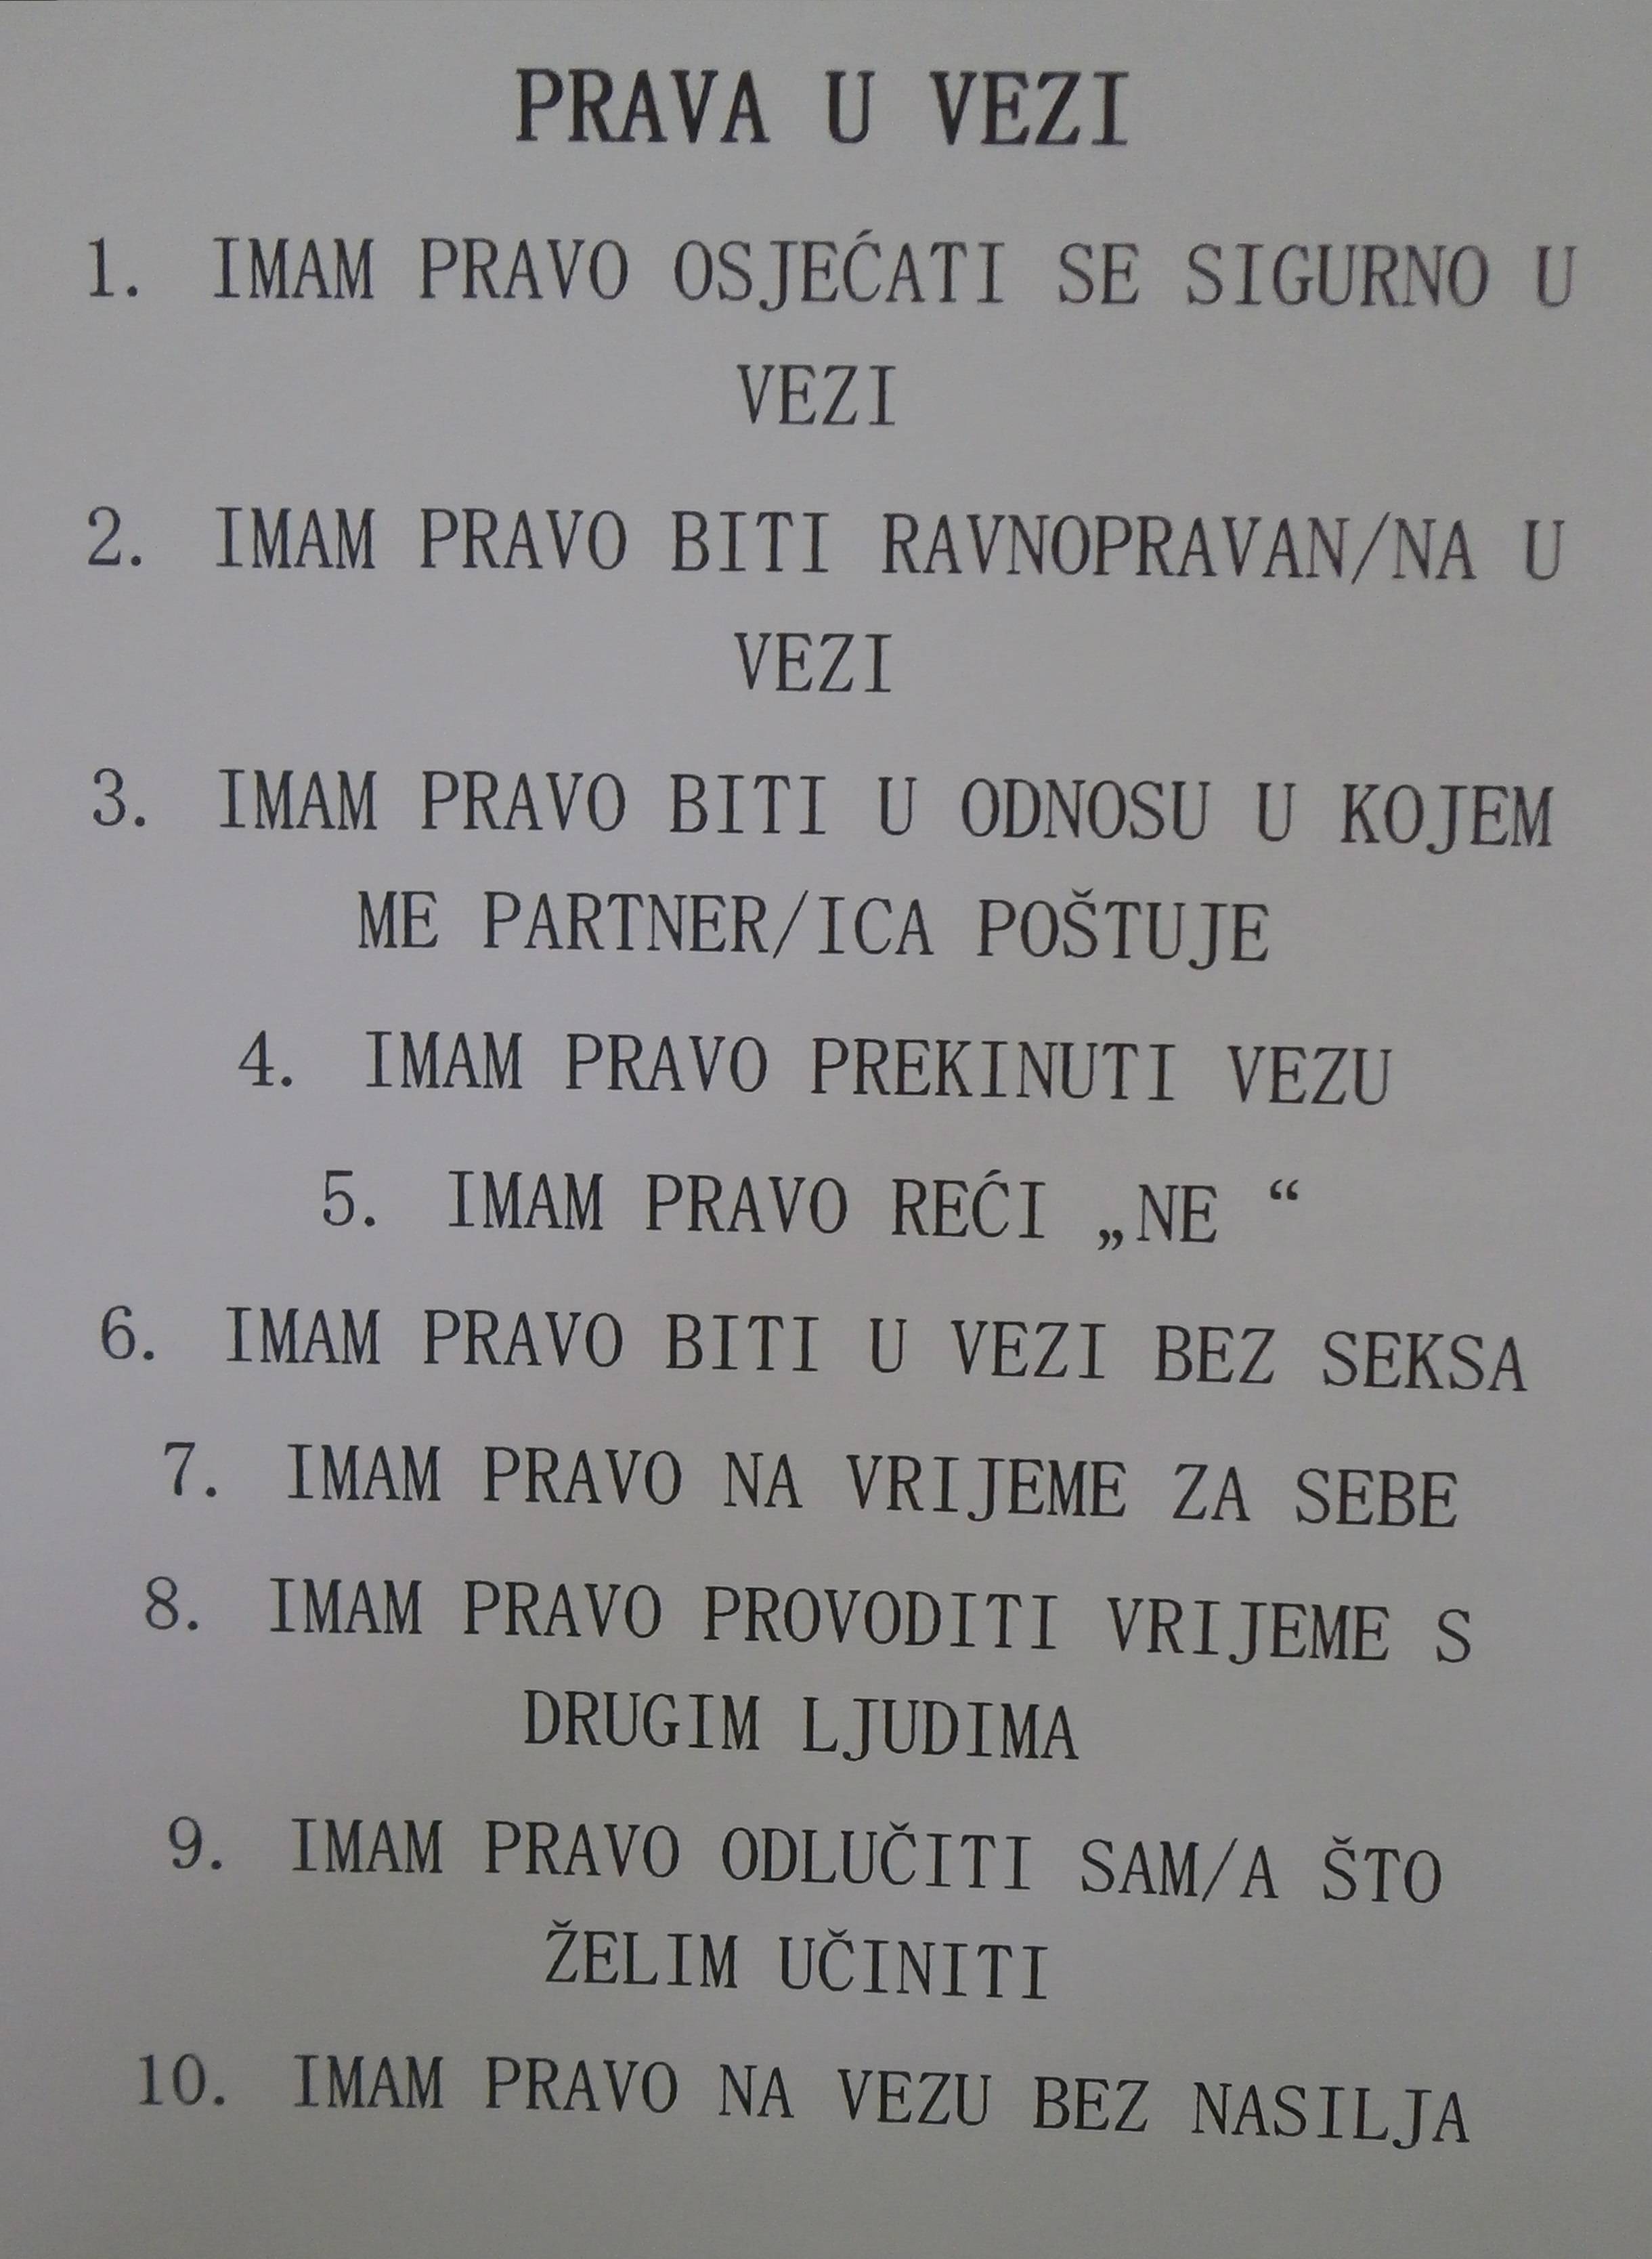 PRAVA U VEZI
1. IMAM PRAVO OSJEĆATI SE SIGURNO U
VEZI
2. IMAM PRAVO BITI RAVNOPRAVAN/NA U
VEZI
3. IMAM PRAVO BITI U ODNOSU U KOJEM
ME PARTNER/ICA POŠTUJE
4. IMAM PRAVO PREKINUTI VEZU
5. IMAM PRAVO REĆI „NE “
6. IMAM PRAVO BITI U VEZI BEZ SEKSA
7. IMAM PRAVO NA VRIJEME ZA SEBE
8. IMAM PRAVO PROVODITI VRIJEME S
DRUGIM LJUDIMA
9. IMAM PRAVO ODLUČITI SAM/A ŠTO
ŽELIM UČINITI
10. IMAM PRAVO NA VEZU BEZ NASILJA